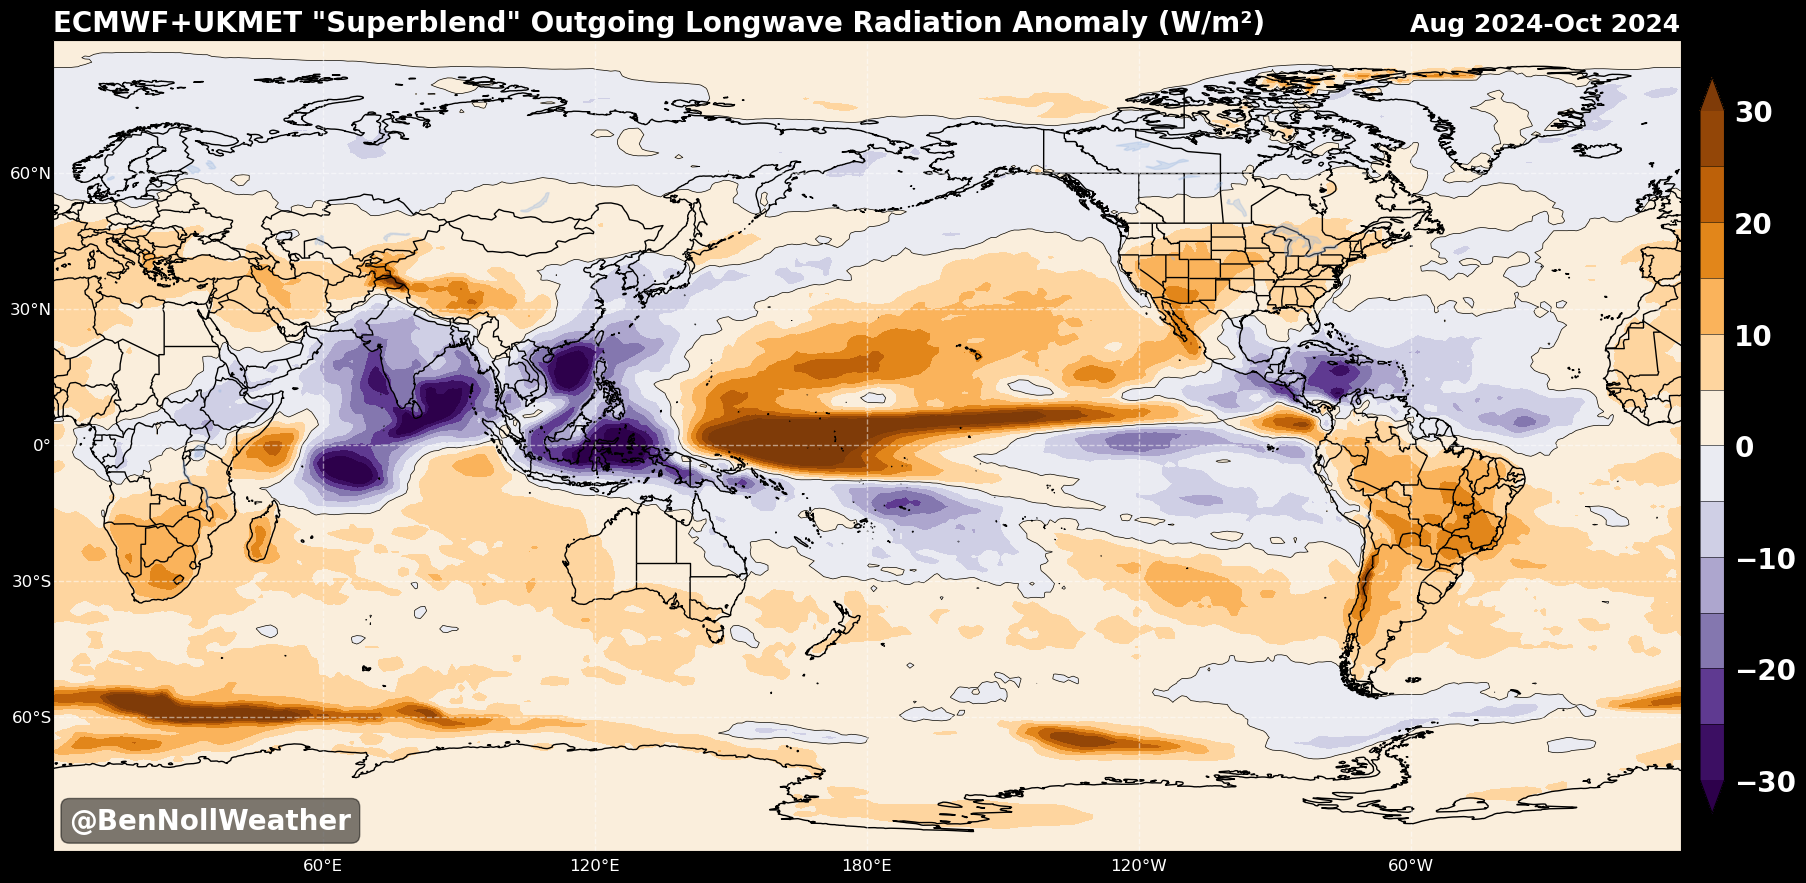 ECMWF+UKMET "Superblend" Outgoing Longwave Radiation Anomaly (W/m²)
Aug 2024-Oct 2024
60°N
30°N
0°
30°S
60°S
60°E
120°E
180°E
120°W
60°W
30
20
10
0
−10
−20
−30
@BenNollWeather